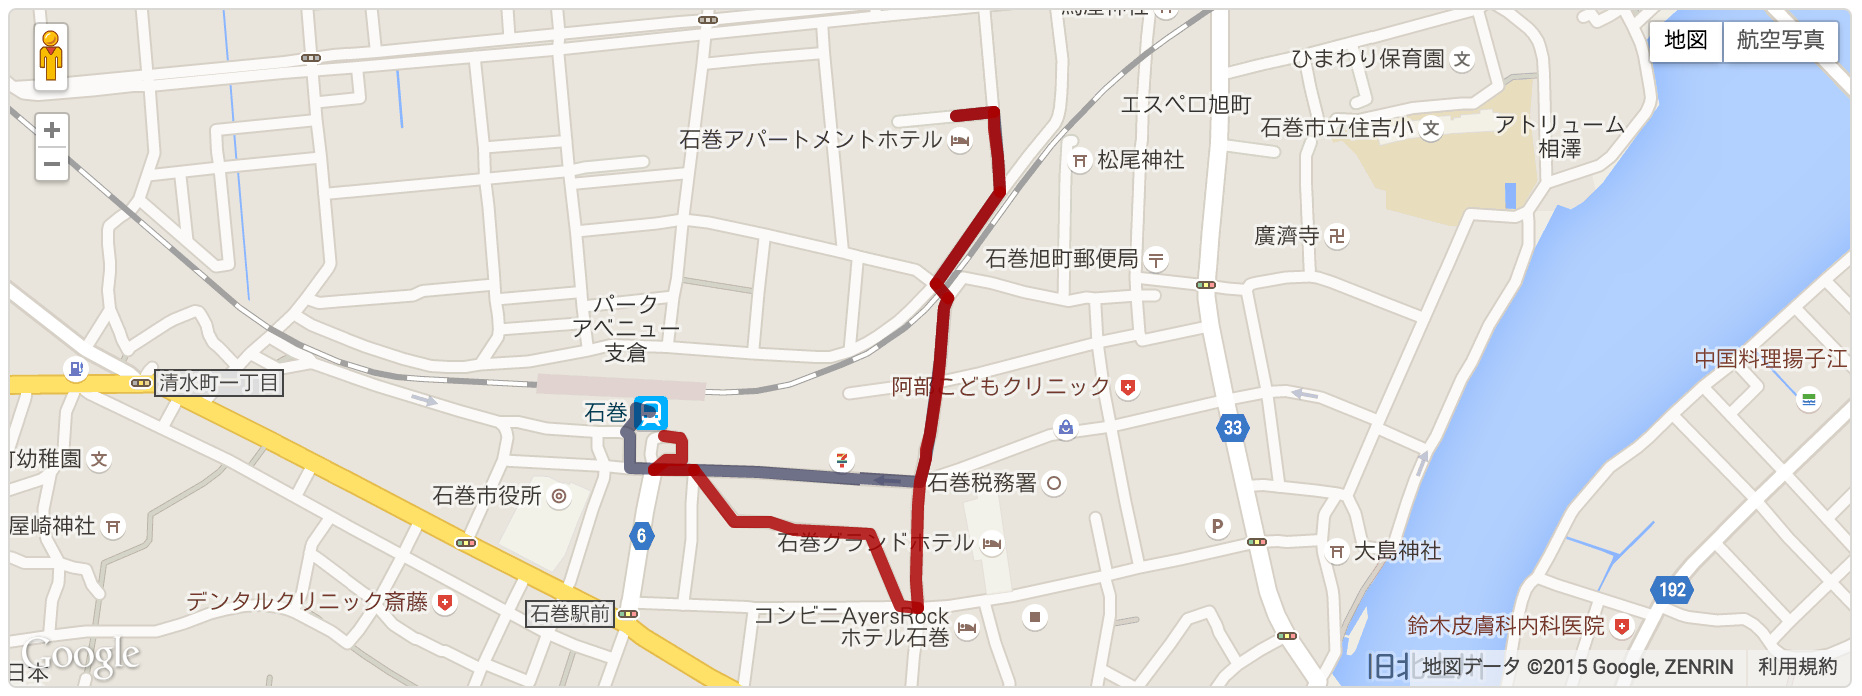 地図
航空写真
ひまわり保育園
エスペロ旭町
石巻市立住吉小
アトリューム
相澤
石巻アパートメントホテル
松尾神社
廣濟寺
石巻旭町郵便局
パーク
アベニュー
支倉
中国料理揚子江
清水町一丁目
阿部こどもクリニック
石巻
33
幼稚園
石巻市役所
石巻税務署
屋崎神社
6
P
石巻グランドホテル
大島神社
192
デンタルクリニック斎藤
石巻駅前
コンビニAyersRock
ホテル石巻
鈴木皮膚科内科医院
Google
日本
旧北上川
地図データ ©2015 Google, ZENRIN
利用規約